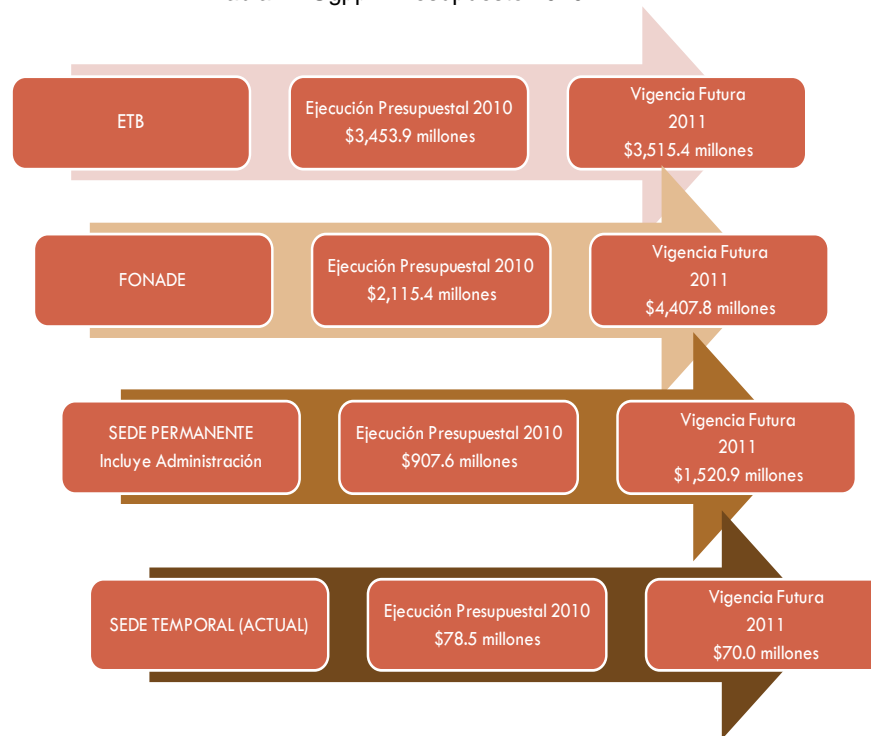 ETB
Ejecución Presupuestal 2010
$3,453.9 millones
Vigencia Futura
2011
$3,515.4 millones
FONADE
Ejecución Presupuestal 2010
$2,115.4 millones
Vigencia Futura
2011
$4,407.8 millones
SEDE PERMANENTE
Incluye Administración
Ejecución Presupuestal 2010
$907.6 millones
Vigencia Futura
2011
$1,520.9 millones
SEDE TEMPORAL (ACTUAL)
Ejecución Presupuestal 2010
$78.5 millones
Vigencia Futura
2011
$70.0 millones